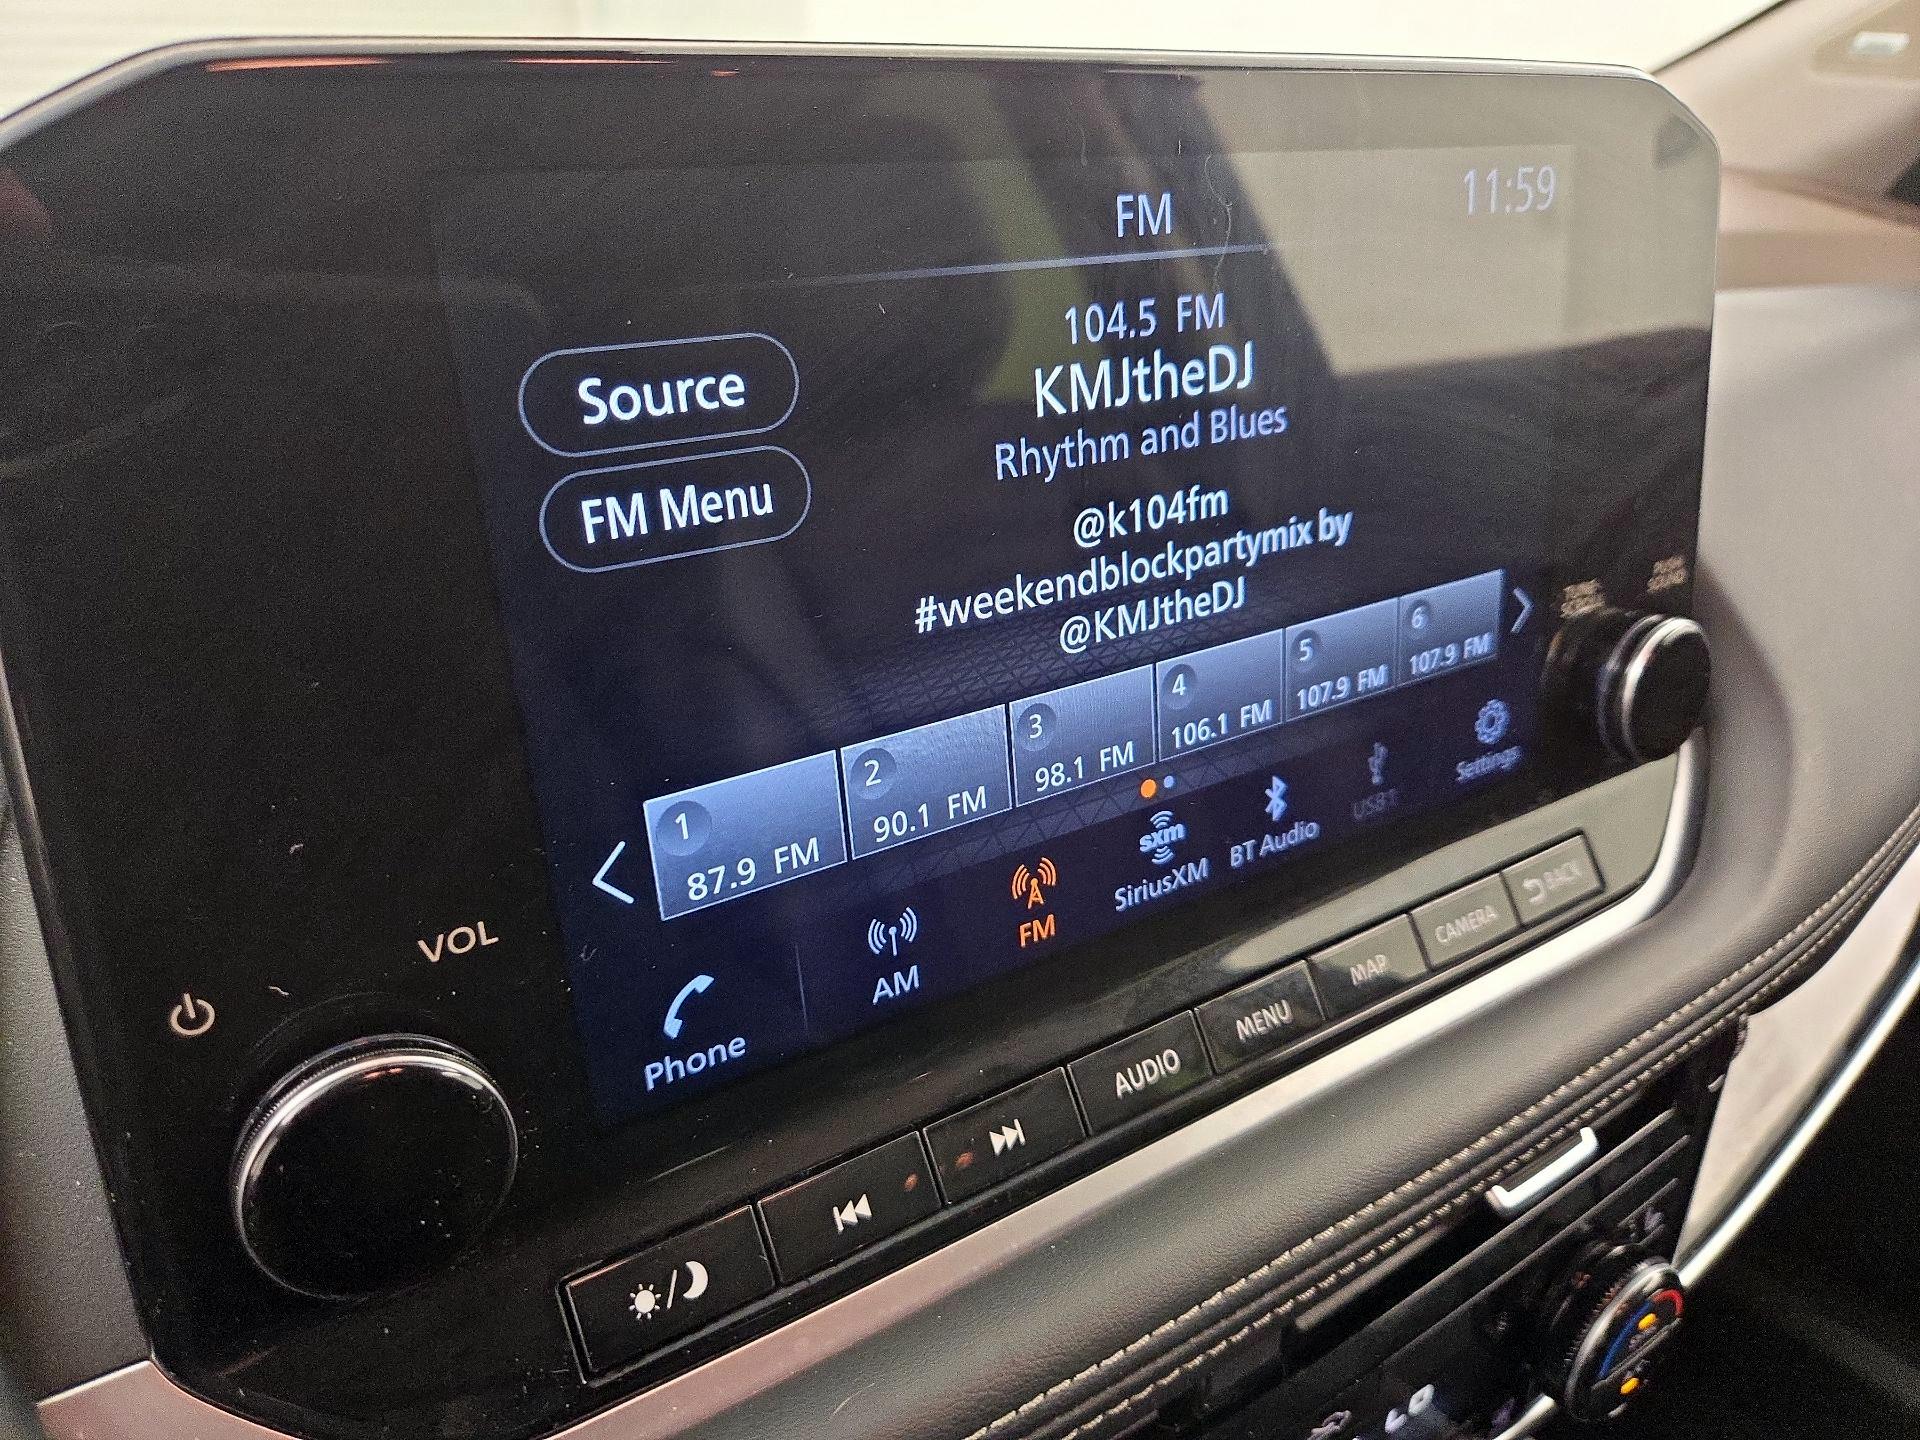 FM
11:59
104.5 FM
KMJtheDJ
Rhythm and Blues
Source
FM Menu
@k104fm
#weekendblockpartymix by
@KMJtheDJ
1
87.9 FM
2
90.1 FM
3
98.1 FM
4
106.1 FM
5
107.9 FM
6
107.9 FM
Phone
AM
FM
sxm
SiriusXM
BT Audio
Settings
VOL
AUDIO
MENU
MAP
CAMERA
BACK